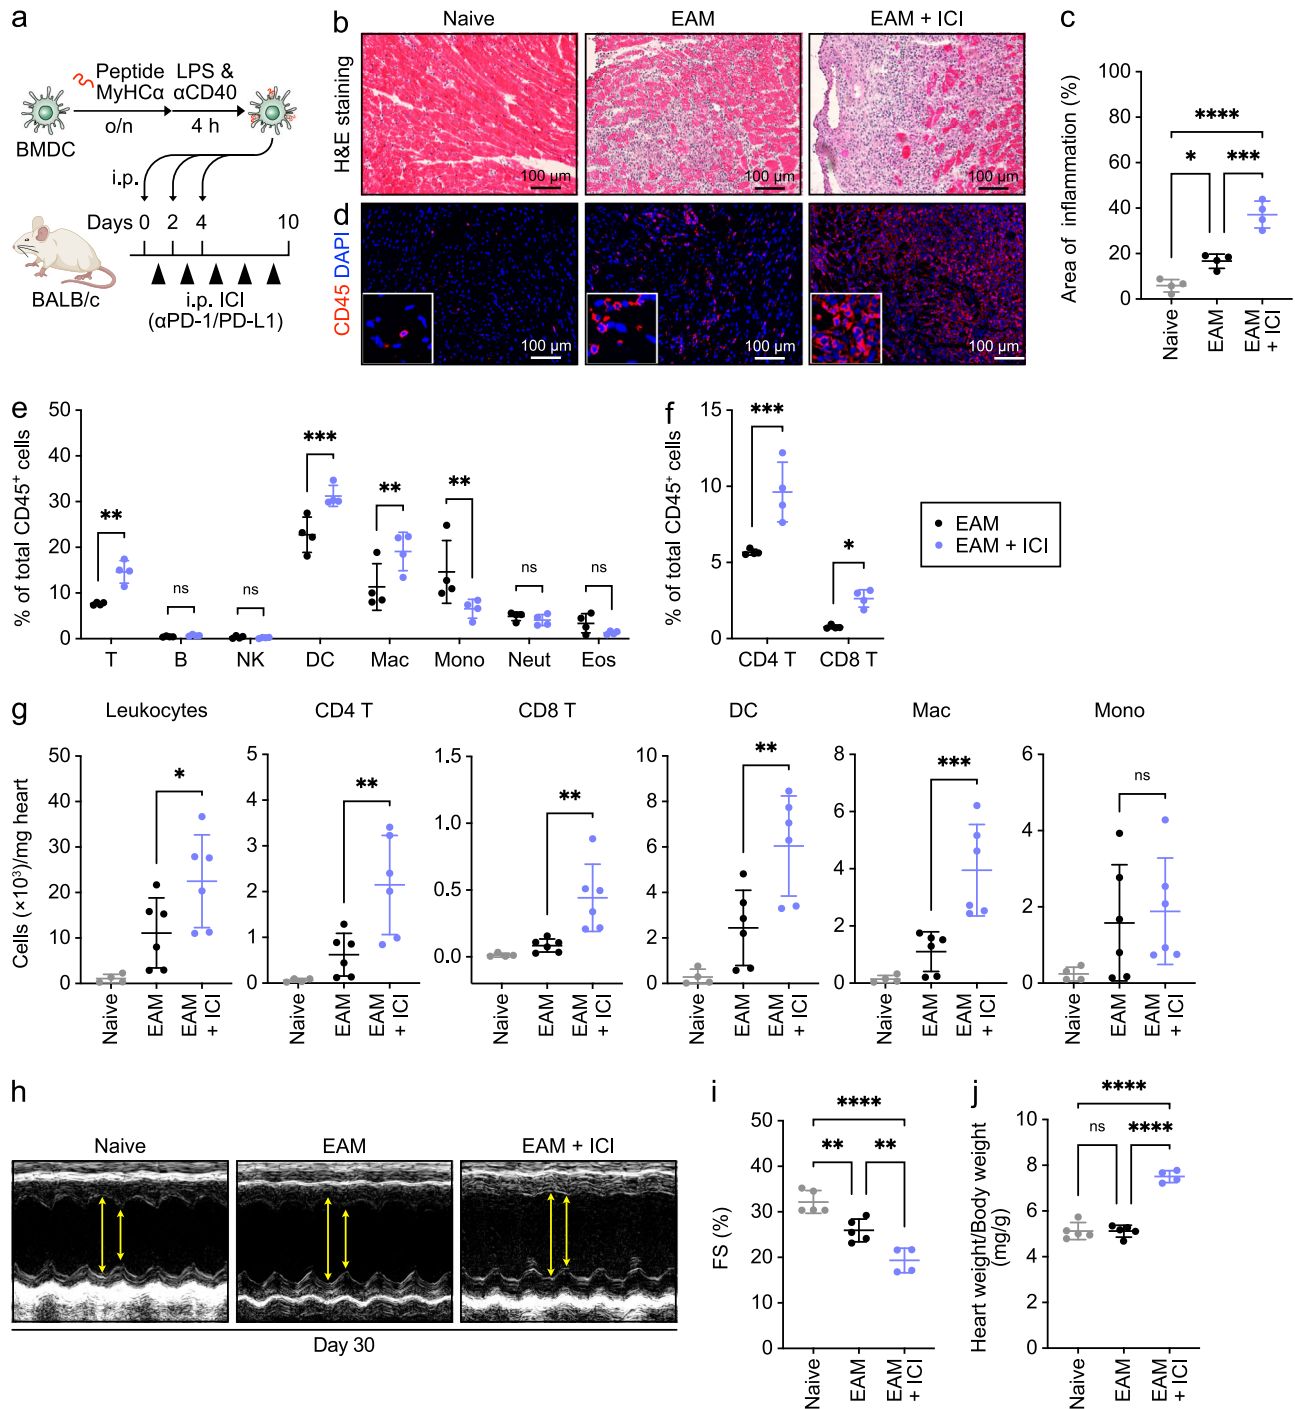 a
Peptide
MyHCα
LPS &
αCD40
o/n
4 h
BMDC
i.p.
Days 0 2 4 10
BALB/c
i.p. ICI
(αPD-1/PD-L1)
b
Naive EAM EAM + ICI
H&E staining
100 µm 100 µm 100 µm
d
CD45 DAPI
100 µm 100 µm 100 µm
c
Area of inflammation (%)
100
80
60
40
20
0
****
* ***
Naive
EAM
EAM
+ ICI
e
% of total CD45+ cells
50
40
30
20
10
0
** ns ns *** ** ** ns ns
T B NK DC Mac Mono Neut Eos
f
% of total CD45+ cells
15
10
5
0
***
*
CD4 T CD8 T
EAM
EAM + ICI
g
Cells (×10³)/mg heart
Leukocytes
50
40
30
20
10
0
*
Naive
EAM
EAM
+ ICI
CD4 T
5
4
3
2
1
0
**
Naive
EAM
EAM
+ ICI
CD8 T
1.5
1.0
0.5
0.0
**
Naive
EAM
EAM
+ ICI
DC
10
8
6
4
2
0
**
Naive
EAM
EAM
+ ICI
Mac
8
6
4
2
0
***
Naive
EAM
EAM
+ ICI
Mono
6
4
2
0
ns
Naive
EAM
EAM
+ ICI
h
Naive EAM EAM + ICI
Day 30
i
FS (%)
50
40
30
20
10
0
****
** **
Naive
EAM
EAM
+ ICI
j
Heart weight/Body weight
(mg/g)
10
8
6
4
2
0
****
ns ****
Naive
EAM
EAM
+ ICI